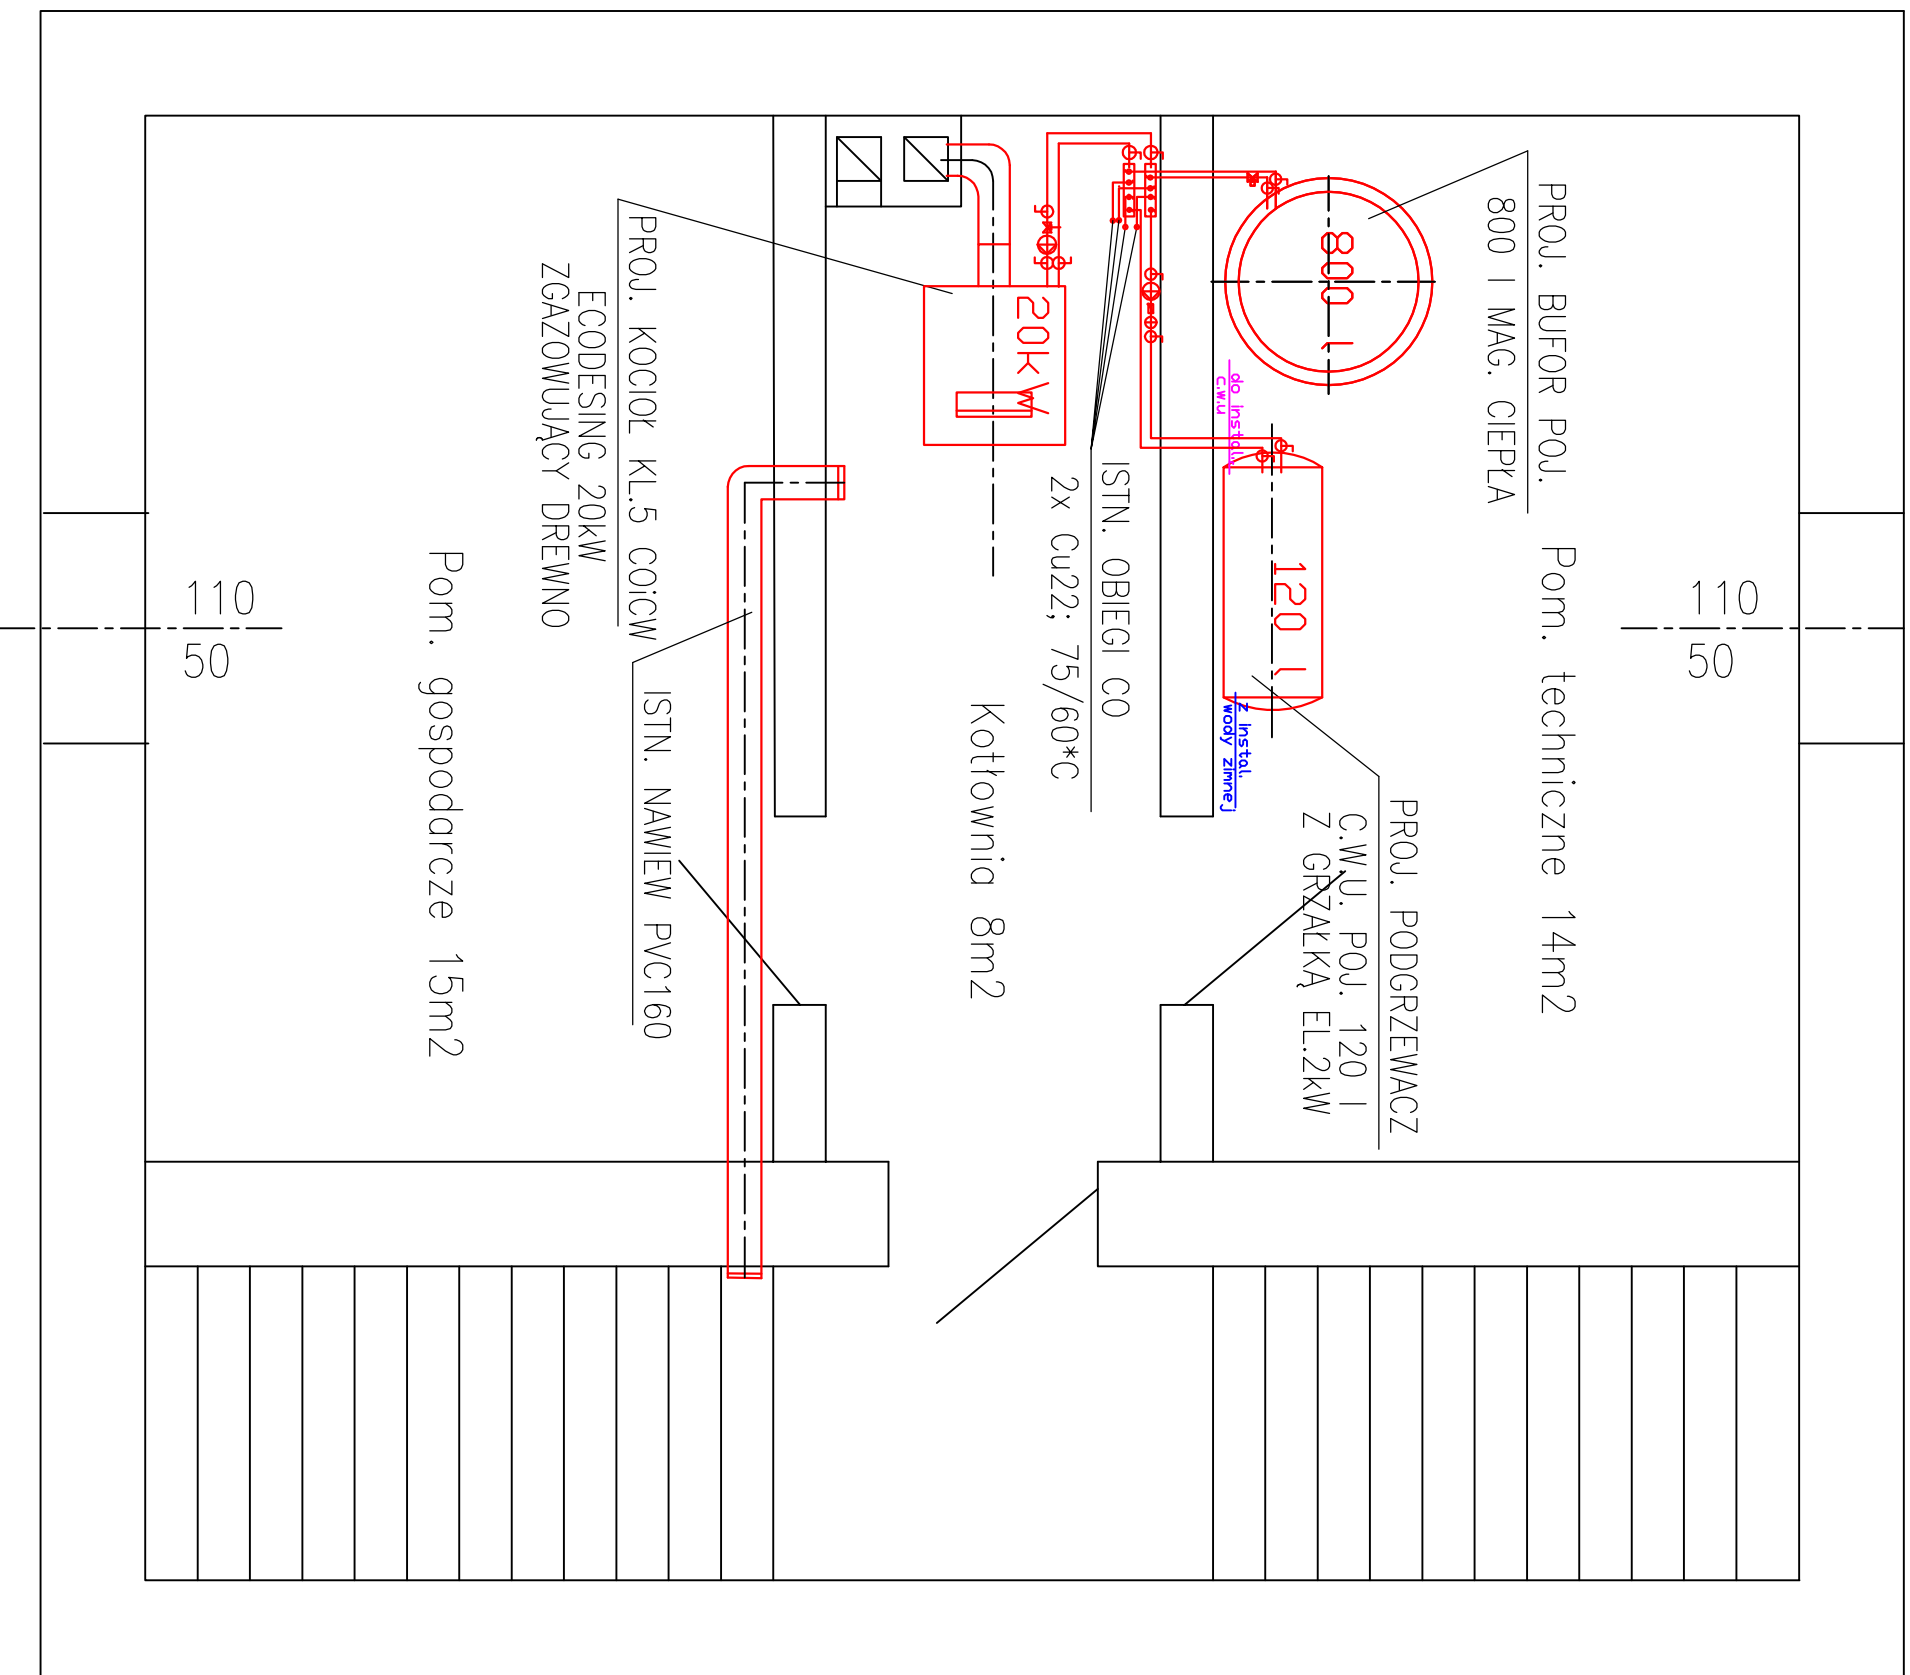 PROJ. BUFOR POJ.
800 l MAG. CIEPŁA
Pom. techniczne 14m2
110
50
800 l
120 l
PROJ. PODGRZEWACZ
C.W.U. POJ. 120 l
Z GRZAŁKĄ EL.2kW
do instal.
c.w.u
z instal.
wody zimnej
ISTN. OBIEGI CO
2x Cu22; 75/60*C
20kW
Kotłownia 8m2
PROJ. KOCIOŁ KL.5 COiCW
ECODESING 20kW
ZGAZOWUJĄCY DREWNO
ISTN. NAWIEW PVC160
Pom. gospodarcze 15m2
110
50